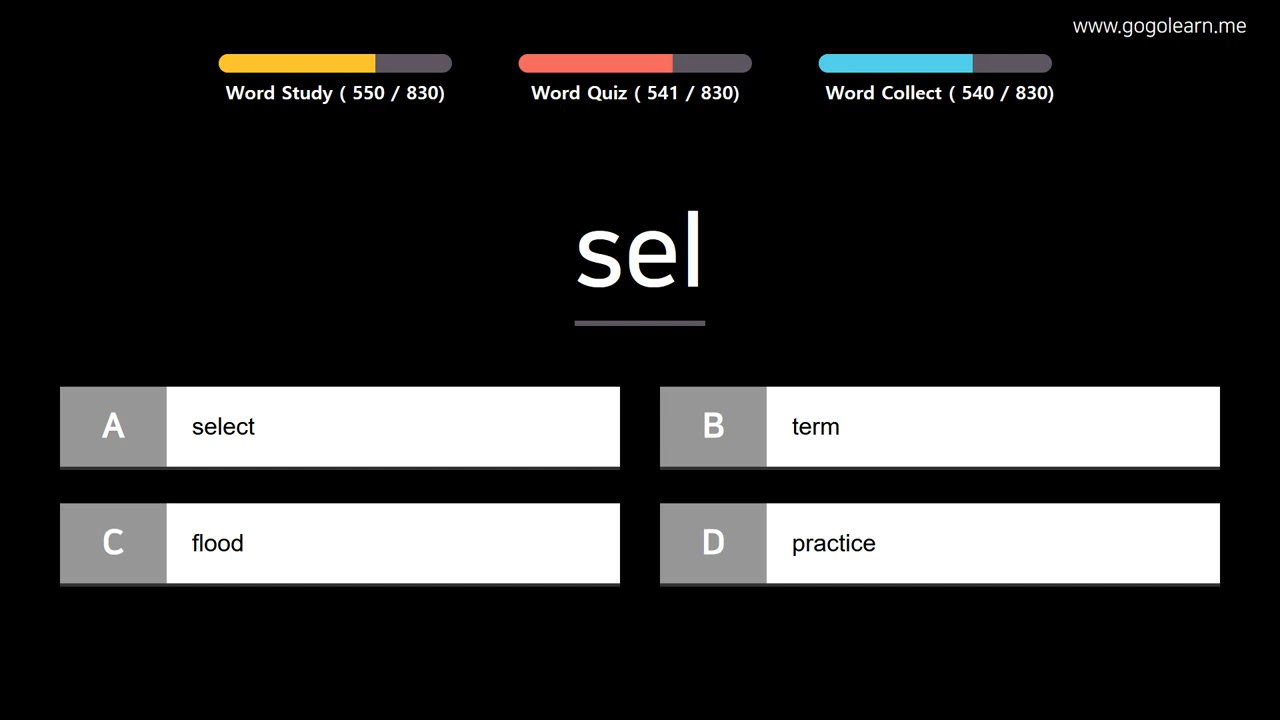 www.gogolearn.me
Word Study ( 550 / 830)
Word Quiz ( 541 / 830)
Word Collect ( 540 / 830)
sel
A select
B term
C flood
D practice